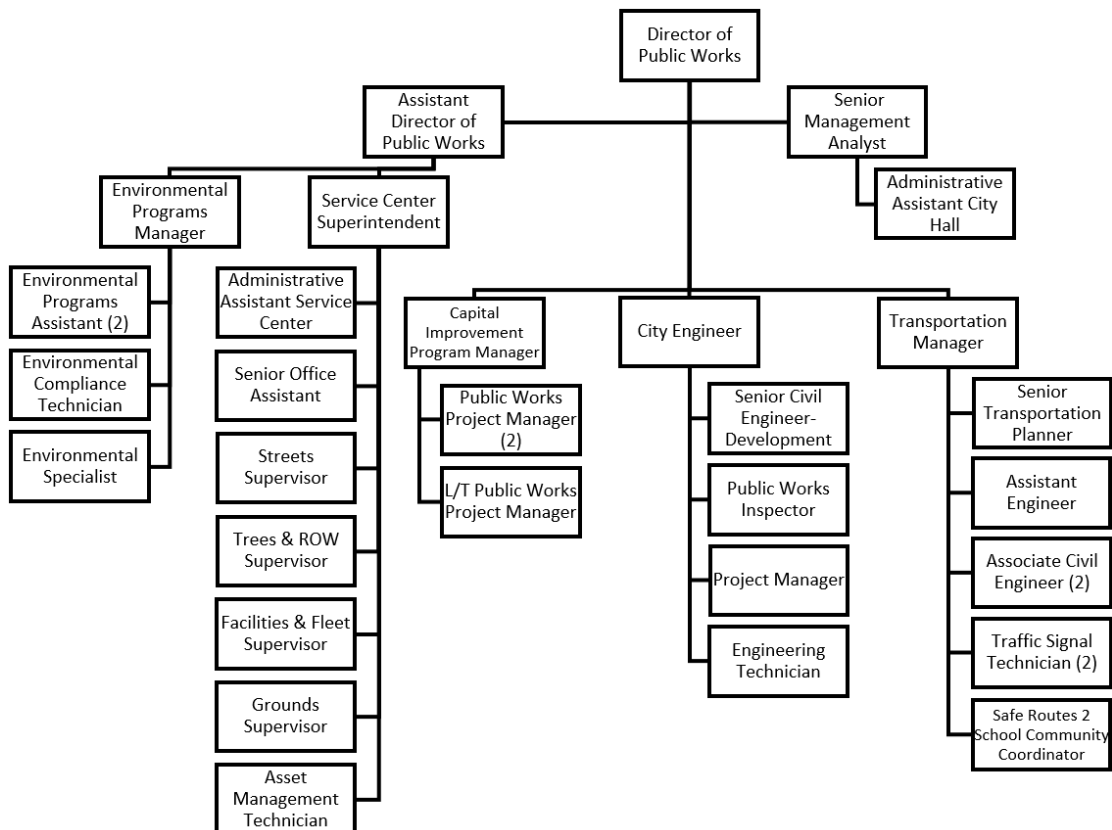 Director of
Public Works
Assistant
Director of
Public Works
Senior
Management
Analyst
Administrative
Assistant City
Hall
Environmental
Programs
Manager
Service Center
Superintendent
Environmental
Programs
Assistant (2)
Environmental
Compliance
Technician
Environmental
Specialist
Administrative
Assistant Service
Center
Senior Office
Assistant
Streets
Supervisor
Trees & ROW
Supervisor
Facilities & Fleet
Supervisor
Grounds
Supervisor
Asset
Management
Technician
Capital
Improvement
Program Manager
Public Works
Project Manager
(2)
L/T Public Works
Project Manager
City Engineer
Senior Civil
Engineer-
Development
Public Works
Inspector
Project Manager
Engineering
Technician
Transportation
Manager
Senior
Transportation
Planner
Assistant
Engineer
Associate Civil
Engineer (2)
Traffic Signal
Technician (2)
Safe Routes 2
School Community
Coordinator